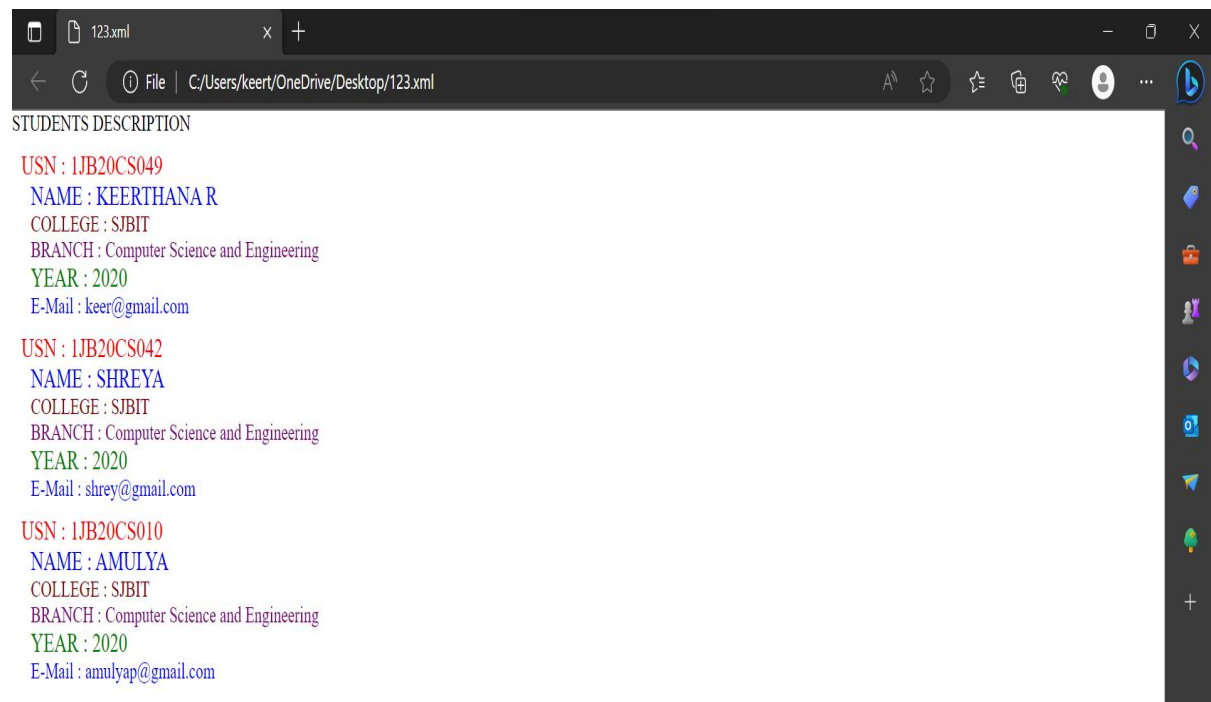 123.xml
File | C:/Users/keert/OneDrive/Desktop/123.xml
STUDENTS DESCRIPTION
USN : 1JB20CS049
NAME : KEERTHANA R
COLLEGE : SJBIT
BRANCH : Computer Science and Engineering
YEAR : 2020
E-Mail : keer@gmail.com
USN : 1JB20CS042
NAME : SHREYA
COLLEGE : SJBIT
BRANCH : Computer Science and Engineering
YEAR : 2020
E-Mail : shrey@gmail.com
USN : 1JB20CS010
NAME : AMULYA
COLLEGE : SJBIT
BRANCH : Computer Science and Engineering
YEAR : 2020
E-Mail : amulyap@gmail.com